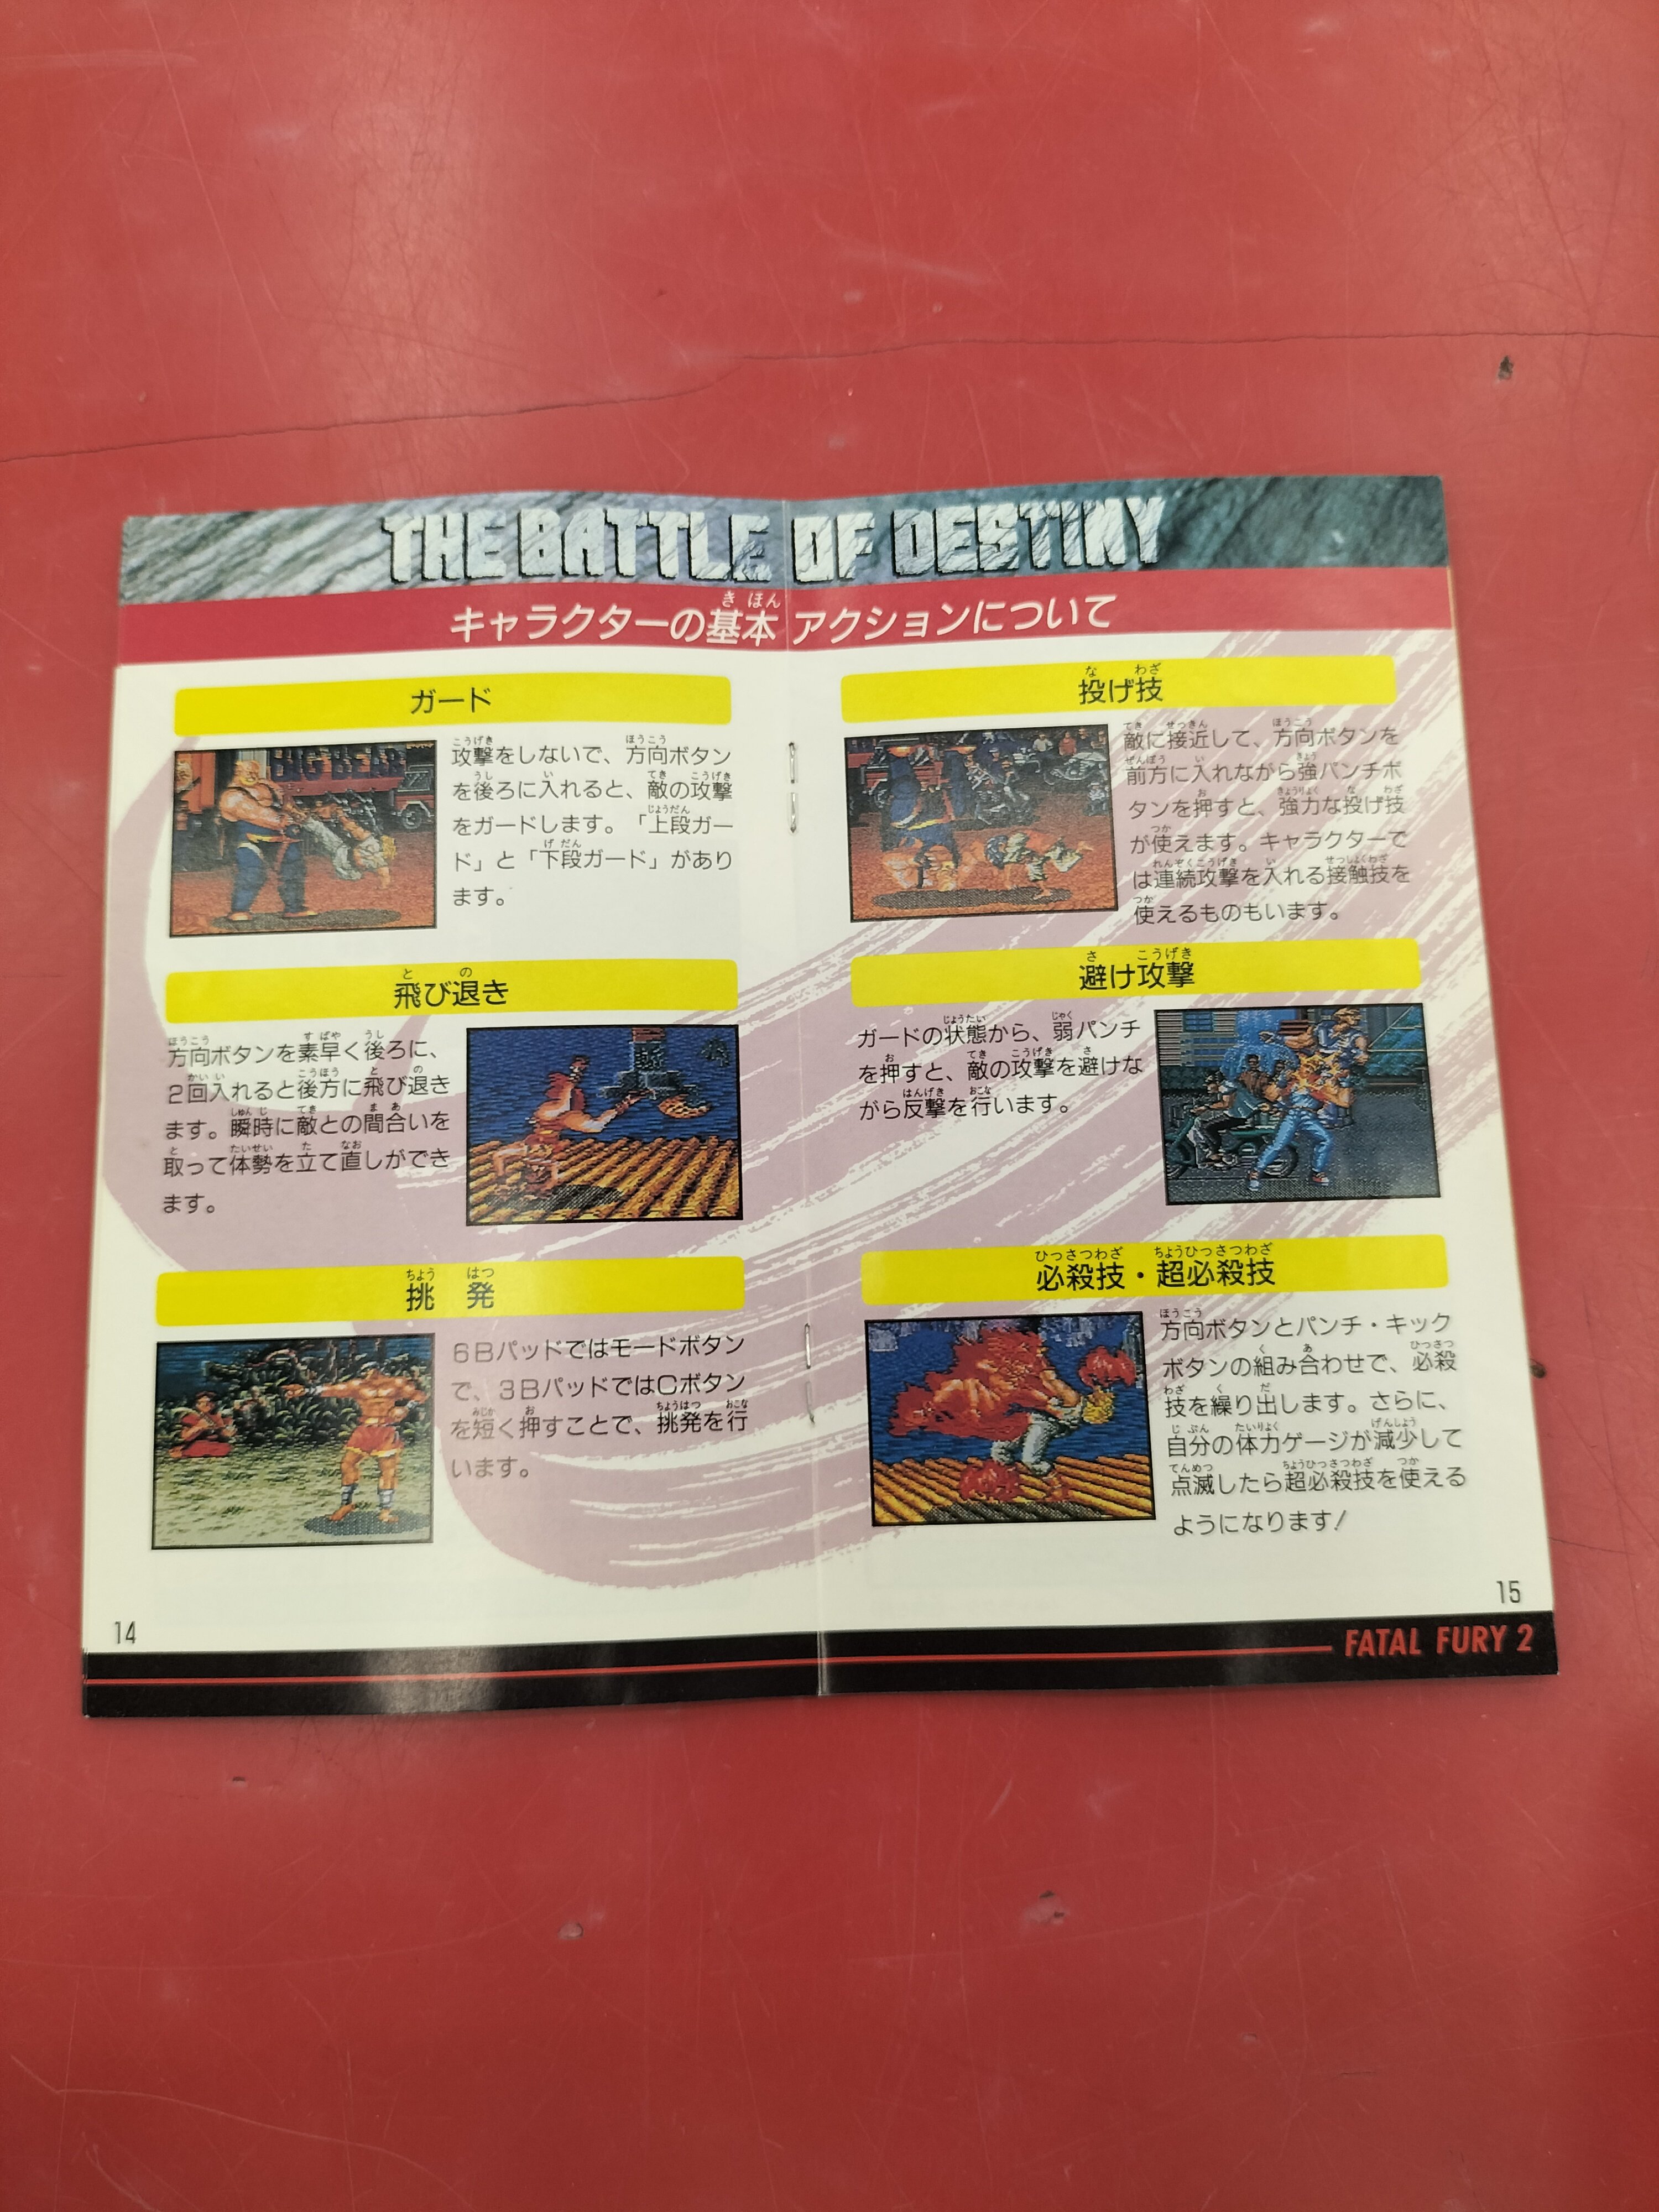 THE BATTLE OF DESTINY
キャラクターの基本アクションについて
きほん
ガード
攻撃をしないで、方向ボタン
を後ろに入れると、敵の攻撃
をガードします。「上段ガー
ド」と「下段ガード」があり
ます。
飛び退き
方向ボタンを素早く後ろに、
2回入れると後方に飛び退き
ます。瞬時に敵との間合いを
取って体勢を立て直しができ
ます。
挑 発
6Bパッドではモードボタン
で、3BパッドではCボタン
を短く押すことで、挑発を行
います。
14
投げ技
敵に接近して、方向ボタンを
前方に入れながら強パンチボ
タンを押すと、強力な投げ技
が使えます。キャラクターで
は連続攻撃を入れる接触技を
使えるものもいます。
避け攻撃
ガードの状態から、弱パンチ
を押すと、敵の攻撃を避けな
がら反撃を行います。
必殺技・超必殺技
方向ボタンとパンチ・キック
ボタンの組み合わせで、必殺
技を繰り出します。さらに、
自分の体力ゲージが減少して
点滅したら超必殺技を使える
ようになります!
15
FATAL FURY 2